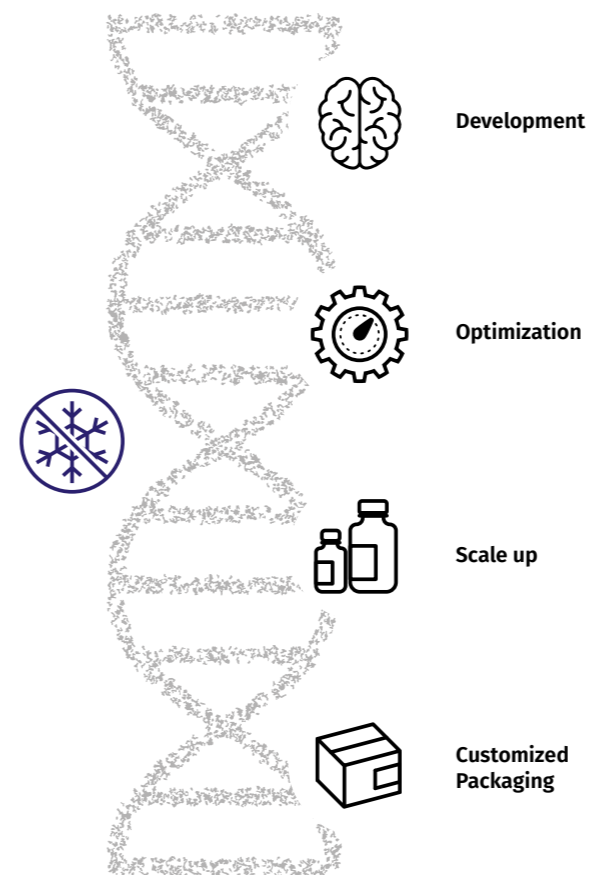 Development
Optimization
Scale up
Customized
Packaging